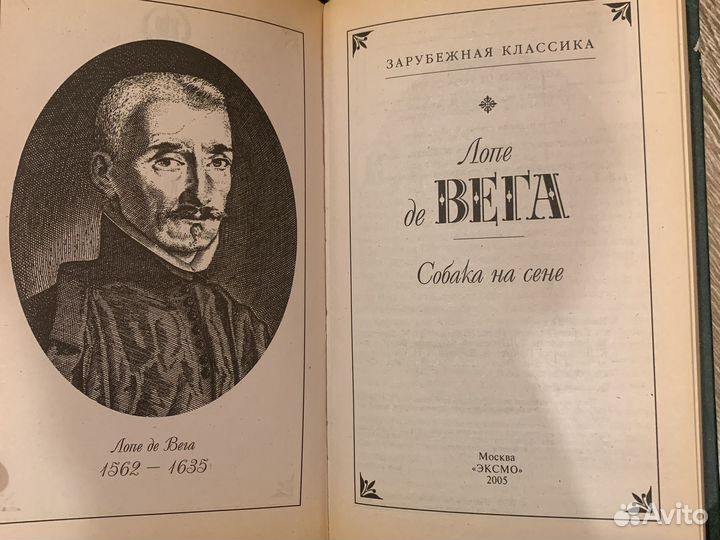 Лопе де Вега
1562 – 1635
ЗАРУБЕЖНАЯ КЛАССИКА
Лопе
де ВЕГА
Собака на сене
Москва
«ЭКСМО»
2005
Avito